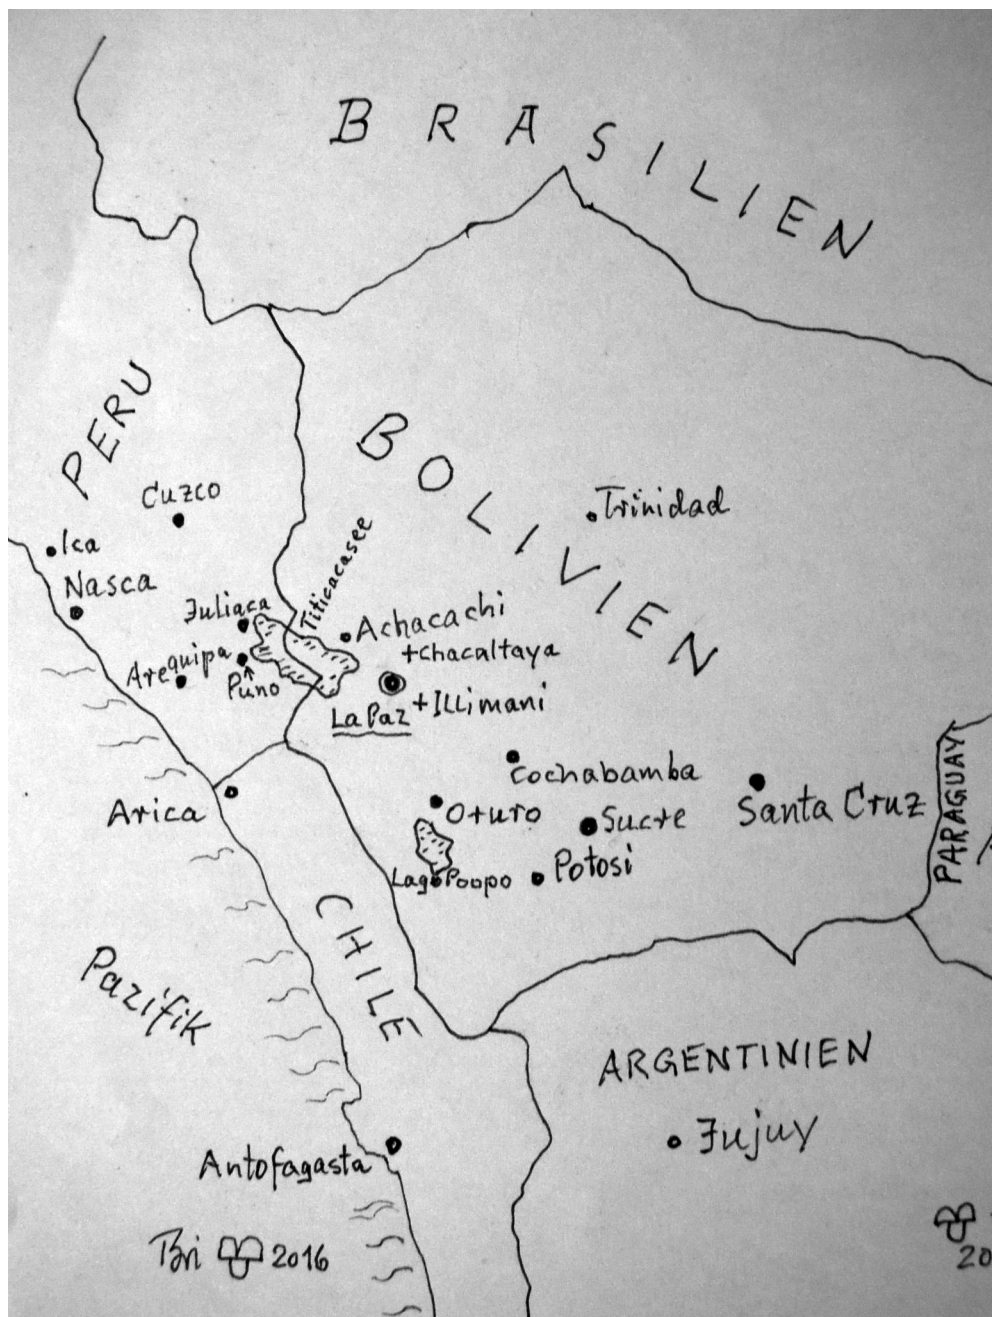 BRASILIEN
PERU
BOLIVIEN
Cuzco
Trinidad
Ica
Nasca
Titicacasee
Juliaca
Achacachi
+Chacaltaya
Arequipa
Puno
La Paz
+Illimani
Cochabamba
Santa Cruz
PARAGUAY
Arica
Oruro
Sucre
Lago Poopo
Potosi
CHILE
Pazifik
ARGENTINIEN
Jujuy
Antofagasta
2016
20